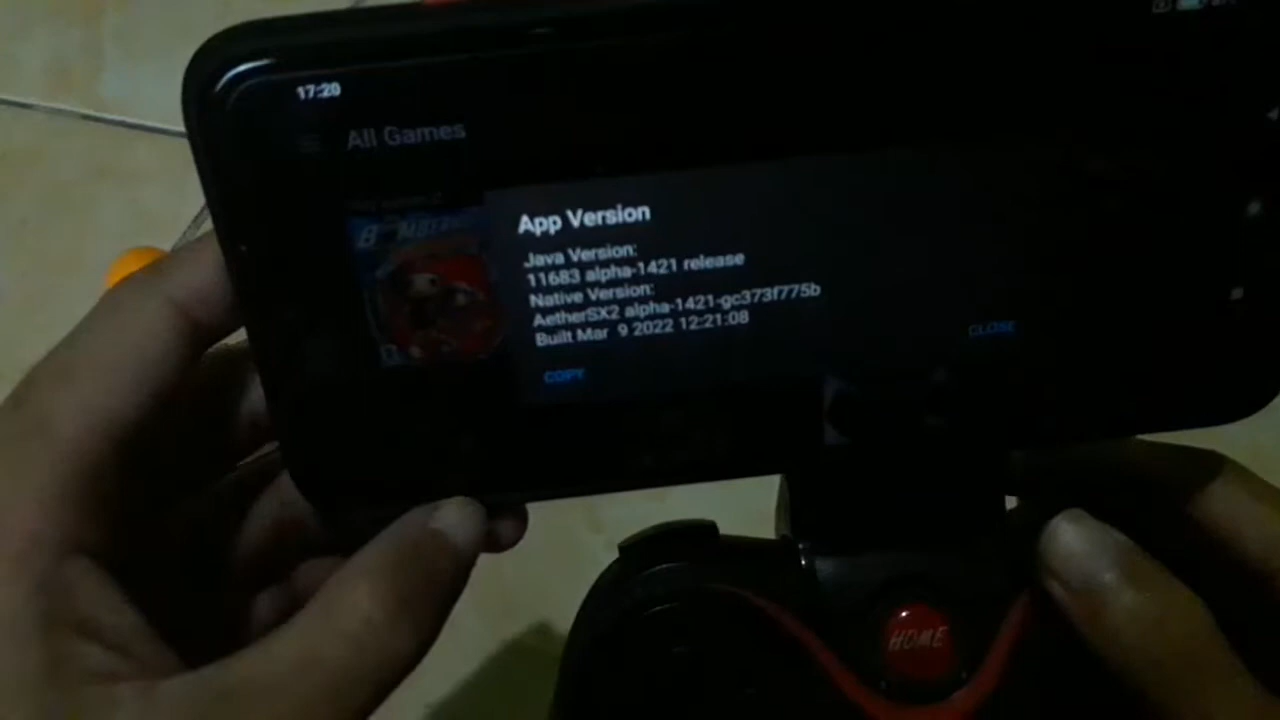 17:20
All Games
App Version
Java Version:
11683 alpha-1421 release
Native Version:
AetherSX2 alpha-1421-gc373f775b
Built Mar 9 2022 12:21:08
COPY
CLOSE
HOME